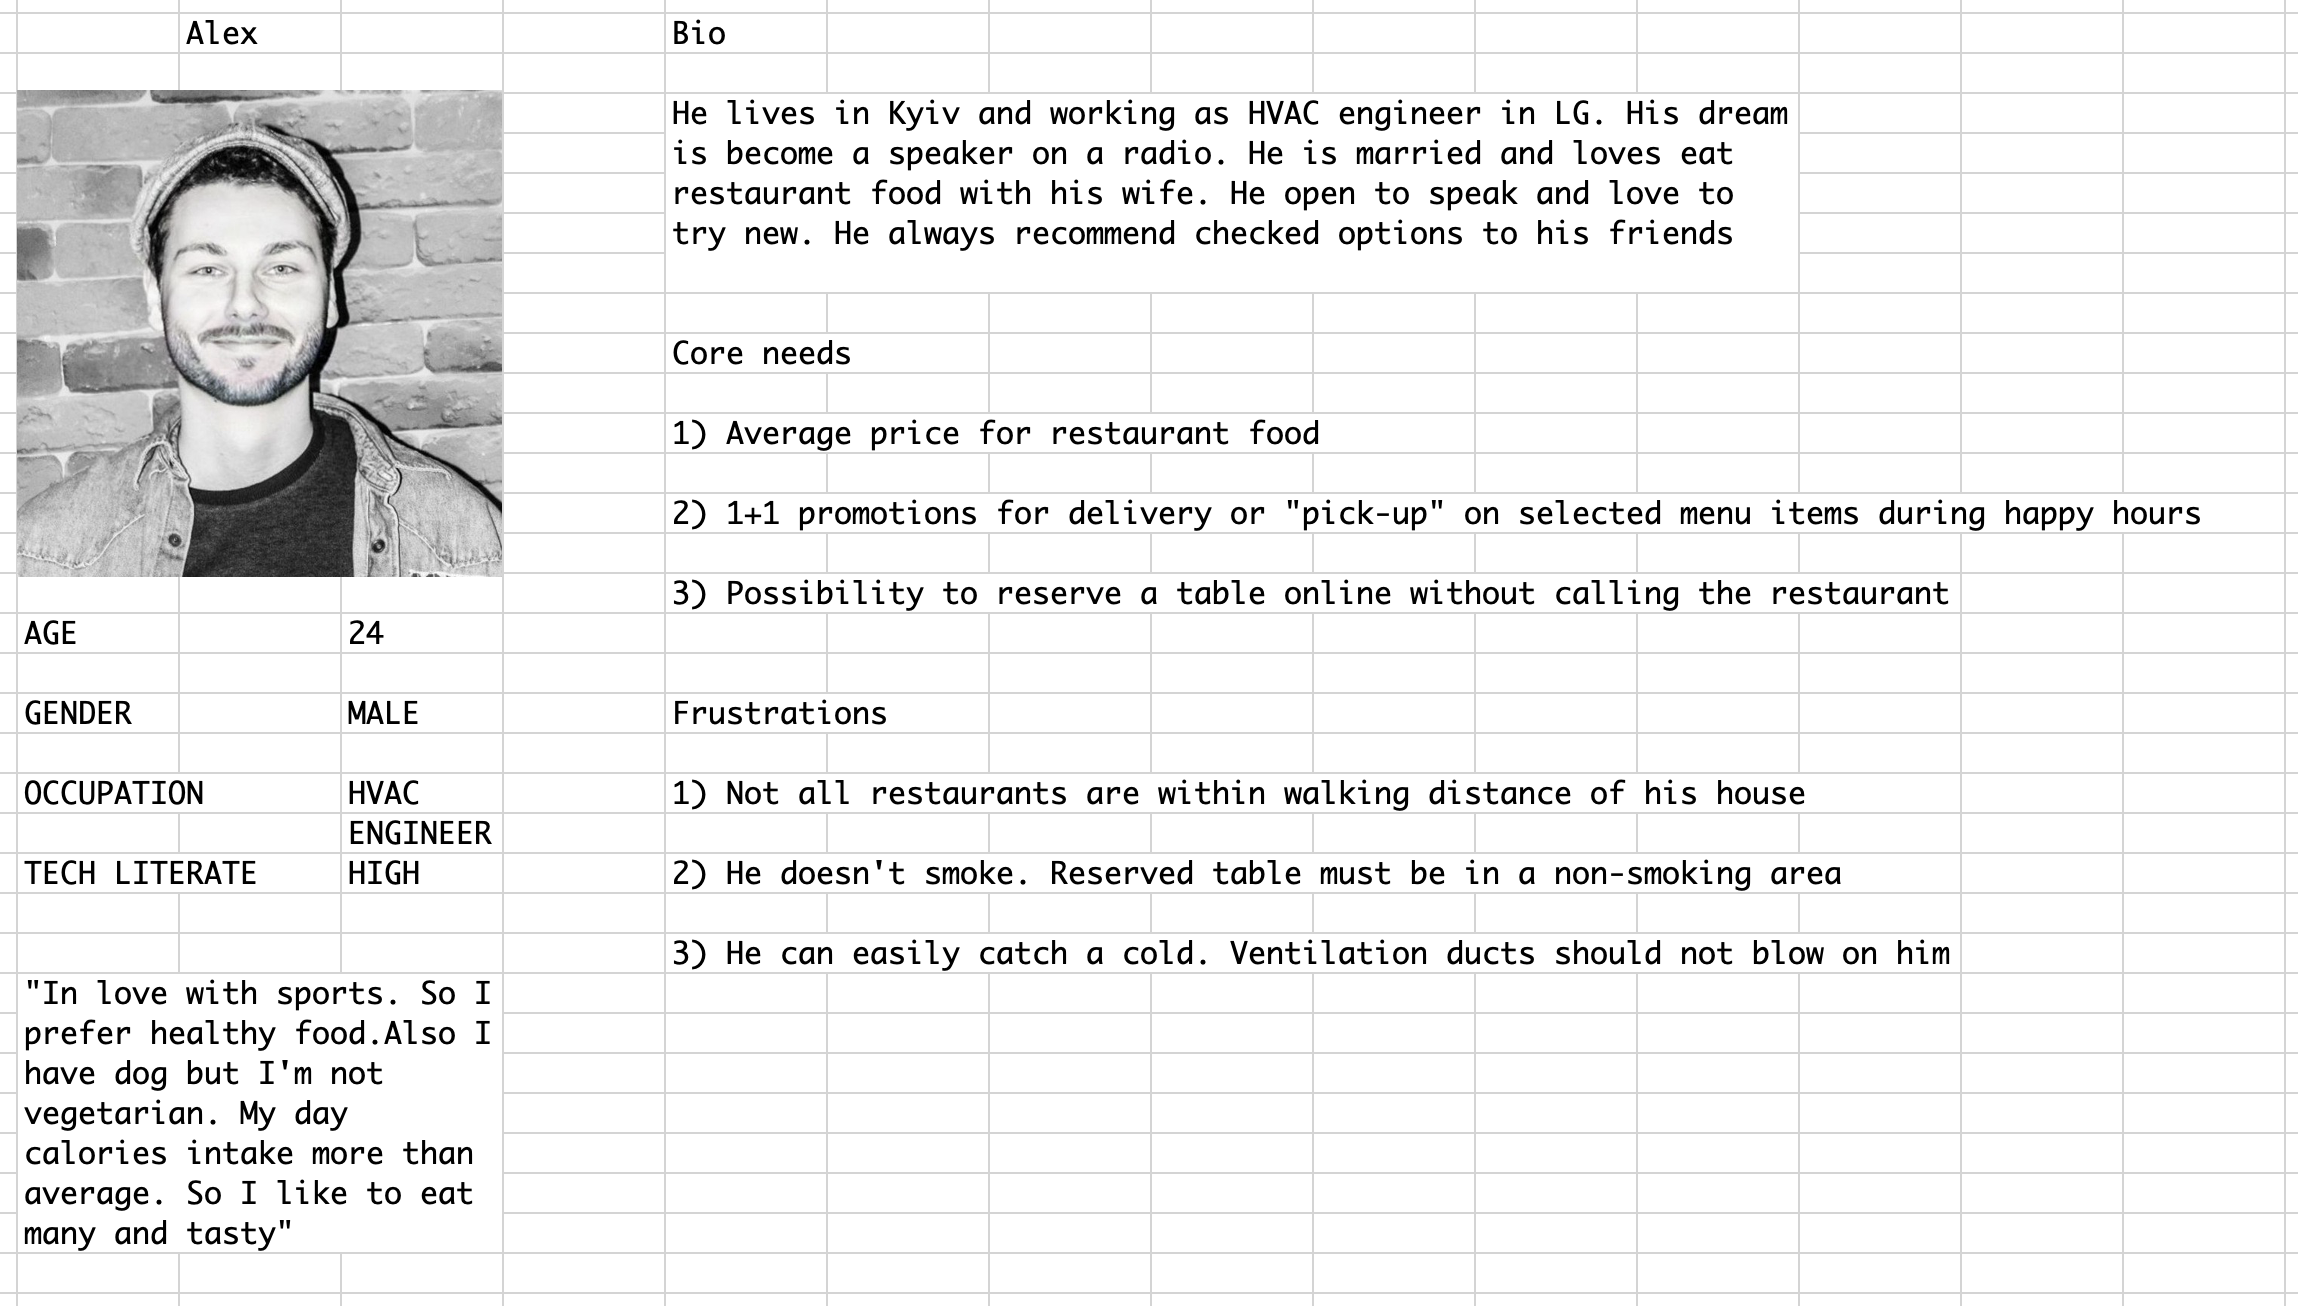 Alex
AGE 24
GENDER MALE
OCCUPATION HVAC
ENGINEER
TECH LITERATE HIGH
"In love with sports. So I
prefer healthy food.Also I
have dog but I'm not
vegetarian. My day
calories intake more than
average. So I like to eat
many and tasty"
Bio
He lives in Kyiv and working as HVAC engineer in LG. His dream
is become a speaker on a radio. He is married and loves eat
restaurant food with his wife. He open to speak and love to
try new. He always recommend checked options to his friends
Core needs
1) Average price for restaurant food
2) 1+1 promotions for delivery or "pick-up" on selected menu items during happy hours
3) Possibility to reserve a table online without calling the restaurant
Frustrations
1) Not all restaurants are within walking distance of his house
2) He doesn't smoke. Reserved table must be in a non-smoking area
3) He can easily catch a cold. Ventilation ducts should not blow on him